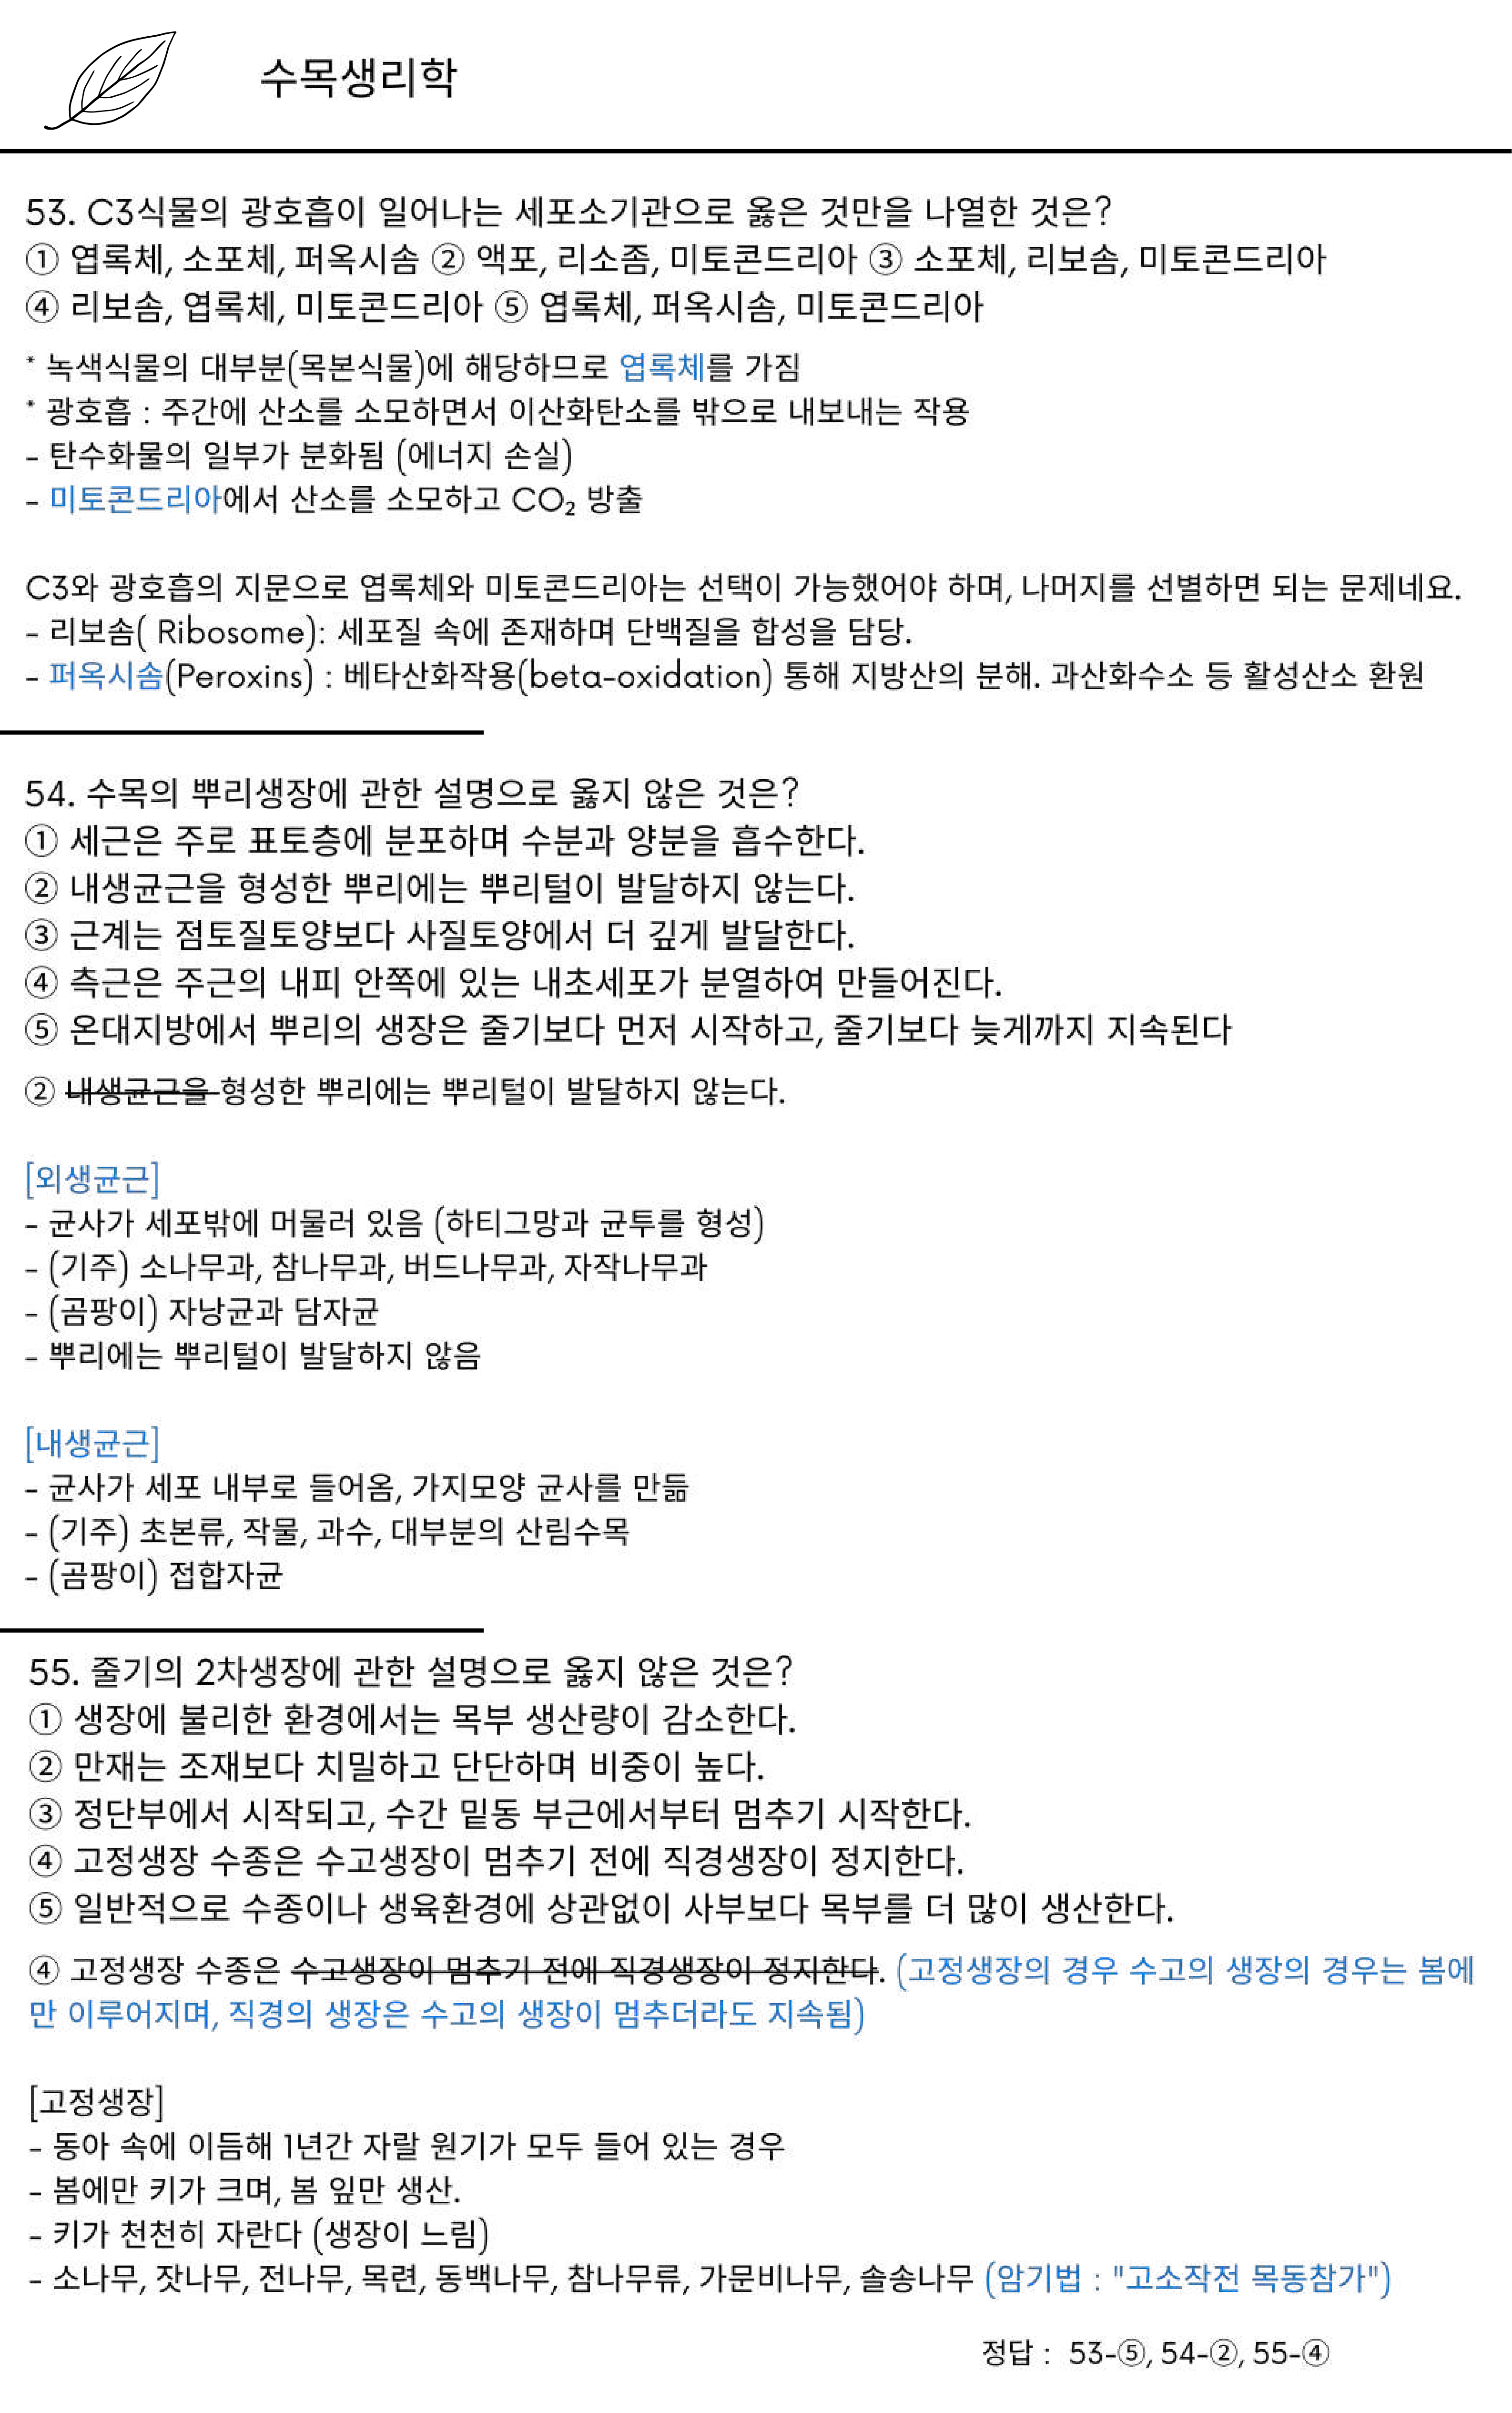 수목생리학
53. C3식물의 광호흡이 일어나는 세포소기관으로 옳은 것만을 나열한 것은?
① 엽록체, 소포체, 퍼옥시솜 ② 액포, 리소좀, 미토콘드리아 ③ 소포체, 리보솜, 미토콘드리아
④ 리보솜, 엽록체, 미토콘드리아 ⑤ 엽록체, 퍼옥시솜, 미토콘드리아
* 녹색식물의 대부분(목본식물)에 해당하므로 엽록체를 가짐
* 광호흡 : 주간에 산소를 소모하면서 이산화탄소를 밖으로 내보내는 작용
- 탄수화물의 일부가 분화됨 (에너지 손실)
- 미토콘드리아에서 산소를 소모하고 CO₂ 방출
C3와 광호흡의 지문으로 엽록체와 미토콘드리아는 선택이 가능했어야 하며, 나머지를 선별하면 되는 문제네요.
- 리보솜( Ribosome): 세포질 속에 존재하며 단백질을 합성을 담당.
- 퍼옥시솜(Peroxins) : 베타산화작용(beta-oxidation) 통해 지방산의 분해. 과산화수소 등 활성산소 환원
54. 수목의 뿌리생장에 관한 설명으로 옳지 않은 것은?
① 세근은 주로 표토층에 분포하며 수분과 양분을 흡수한다.
② 내생균근을 형성한 뿌리에는 뿌리털이 발달하지 않는다.
③ 근계는 점토질토양보다 사질토양에서 더 깊게 발달한다.
④ 측근은 주근의 내피 안쪽에 있는 내초세포가 분열하여 만들어진다.
⑤ 온대지방에서 뿌리의 생장은 줄기보다 먼저 시작하고, 줄기보다 늦게까지 지속된다
② 내생균근을 형성한 뿌리에는 뿌리털이 발달하지 않는다.
[외생균근]
- 균사가 세포밖에 머물러 있음 (하티그망과 균투를 형성)
- (기주) 소나무과, 참나무과, 버드나무과, 자작나무과
- (곰팡이) 자낭균과 담자균
- 뿌리에는 뿌리털이 발달하지 않음
[내생균근]
- 균사가 세포 내부로 들어옴, 가지모양 균사를 만듦
- (기주) 초본류, 작물, 과수, 대부분의 산림수목
- (곰팡이) 접합자균
55. 줄기의 2차생장에 관한 설명으로 옳지 않은 것은?
① 생장에 불리한 환경에서는 목부 생산량이 감소한다.
② 만재는 조재보다 치밀하고 단단하며 비중이 높다.
③ 정단부에서 시작되고, 수간 밑동 부근에서부터 멈추기 시작한다.
④ 고정생장 수종은 수고생장이 멈추기 전에 직경생장이 정지한다.
⑤ 일반적으로 수종이나 생육환경에 상관없이 사부보다 목부를 더 많이 생산한다.
④ 고정생장 수종은 수고생장이 멈추기 전에 직경생장이 정지한다. (고정생장의 경우 수고의 생장의 경우는 봄에
만 이루어지며, 직경의 생장은 수고의 생장이 멈추더라도 지속됨)
[고정생장]
- 동아 속에 이듬해 1년간 자랄 원기가 모두 들어 있는 경우
- 봄에만 키가 크며, 봄 잎만 생산.
- 키가 천천히 자란다 (생장이 느림)
- 소나무, 잣나무, 전나무, 목련, 동백나무, 참나무류, 가문비나무, 솔송나무 (암기법 : "고소작전 목동참가")
정답 : 53-⑤, 54-②, 55-④